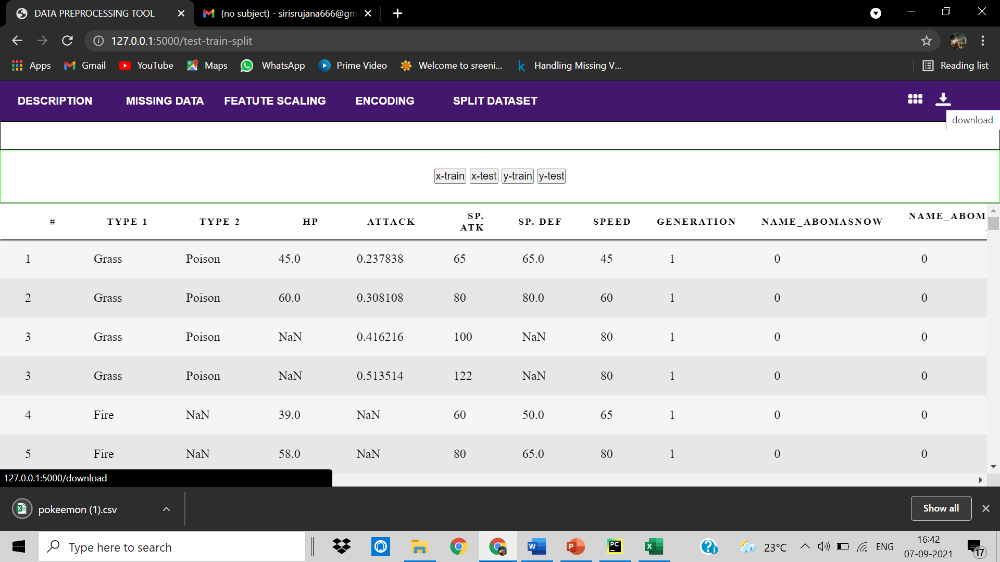 DATA PREPROCESSING TOOL
(no subject) - sirisrujana666@gm
127.0.0.1:5000/test-train-split
Apps Gmail YouTube Maps WhatsApp Prime Video Welcome to sreeni... Handling Missing V... Reading list
DESCRIPTION MISSING DATA FEATUTE SCALING ENCODING SPLIT DATASET
download
x-train x-test y-train y-test
# TYPE 1 TYPE 2 HP ATTACK SP. ATK SP. DEF SPEED GENERATION NAME_ABOMASNOW NAME_ABOM
1 Grass Poison 45.0 0.237838 65 65.0 45 1 0 0
2 Grass Poison 60.0 0.308108 80 80.0 60 1 0 0
3 Grass Poison NaN 0.416216 100 NaN 80 1 0 0
3 Grass Poison NaN 0.513514 122 NaN 80 1 0 0
4 Fire NaN 39.0 NaN 60 50.0 65 1 0 0
5 Fire NaN 58.0 NaN 80 65.0 80 1 0 0
127.0.0.1:5000/download
pokeemon (1).csv Show all
Type here to search
W P PC X
23°C ENG
16:42
07-09-2021
17